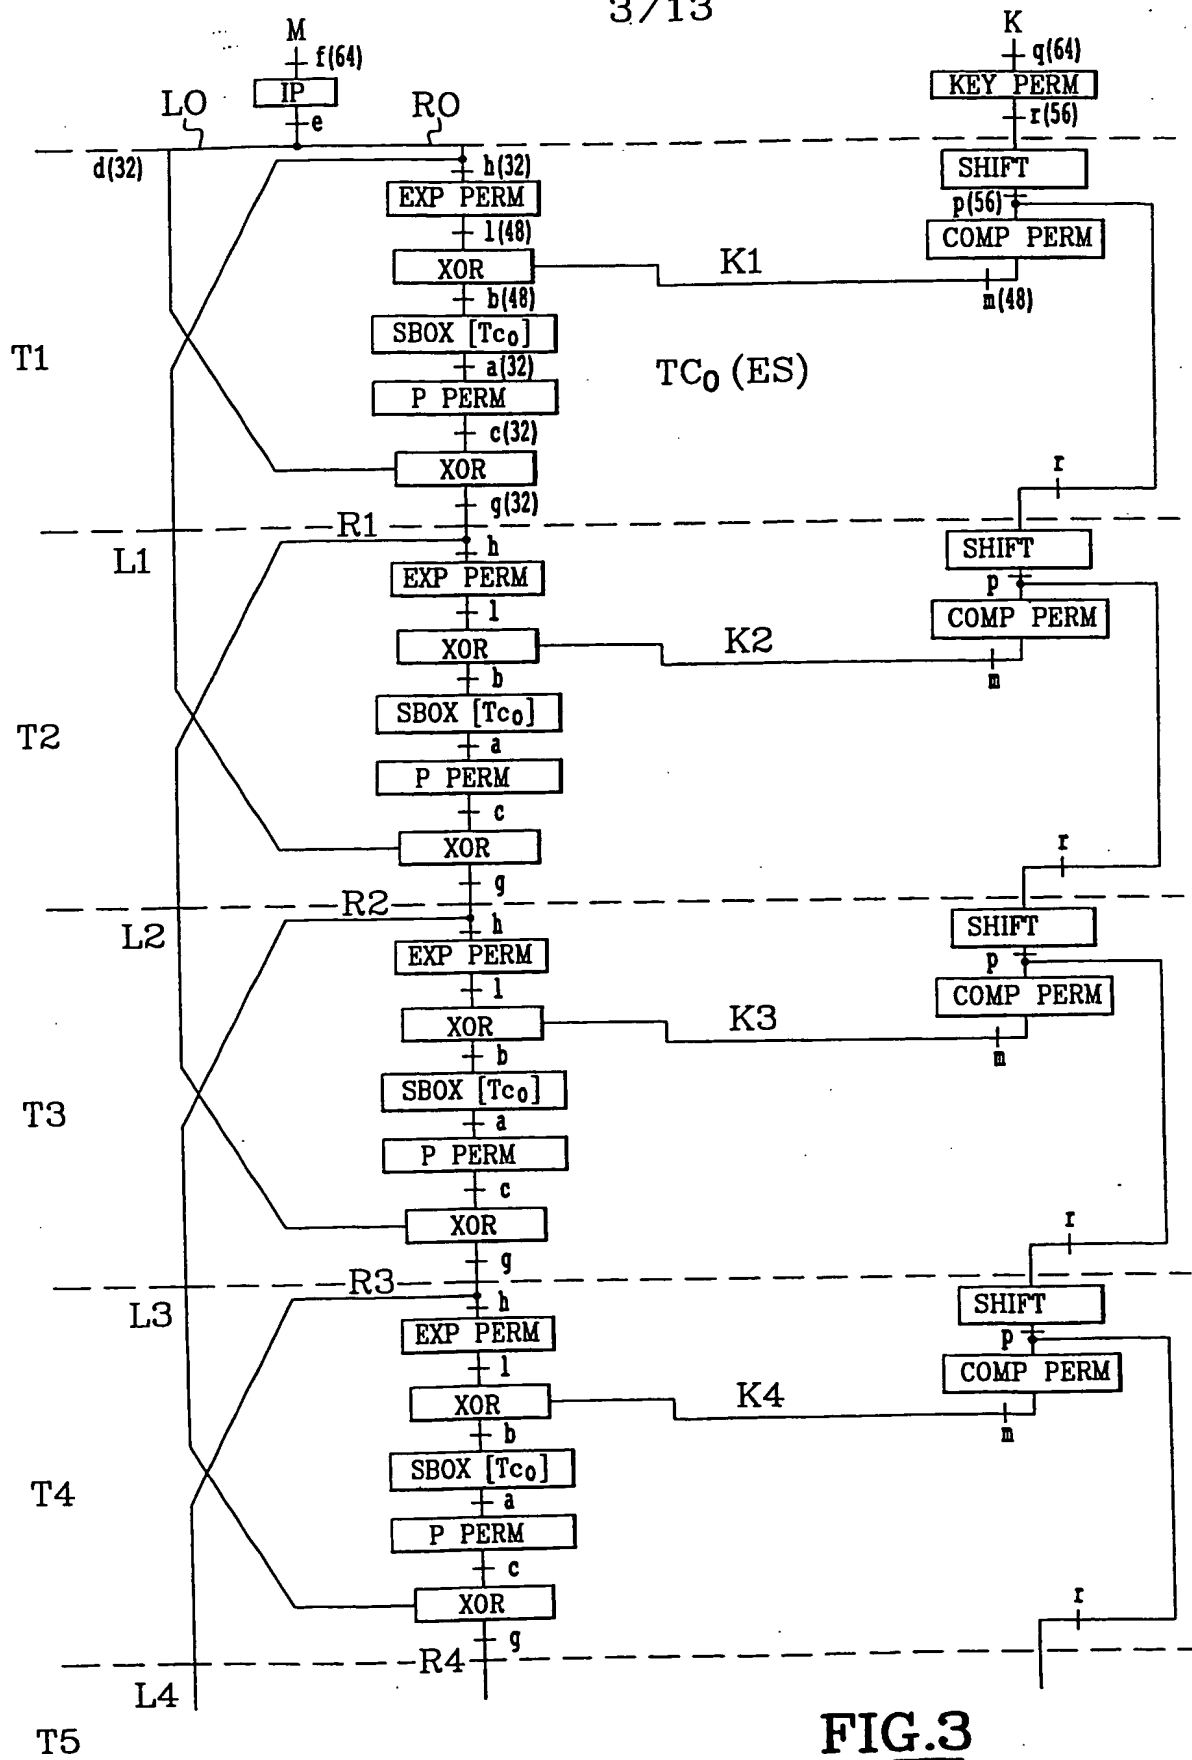 3/13
M K
f(64) q(64)
IP KEY PERM
L0 R0 e r(56)
d(32) h(32) SHIFT
EXP PERM p(56)
l(48) COMP PERM
XOR K1
b(48) m(48)
SBOX [Tc0]
T1 a(32) TC0 (ES)
P PERM
c(32)
XOR r
g(32)
R1
L1 h SHIFT
EXP PERM p
l COMP PERM
XOR K2
b m
SBOX [Tc0]
T2 a
P PERM
c
XOR r
g
R2
L2 h SHIFT
EXP PERM p
l COMP PERM
XOR K3
b m
SBOX [Tc0]
T3 a
P PERM
c
XOR r
g
R3
L3 h SHIFT
EXP PERM p
l COMP PERM
XOR K4
b m
SBOX [Tc0]
T4 a
P PERM
c
XOR r
g
R4
L4
T5 FIG.3